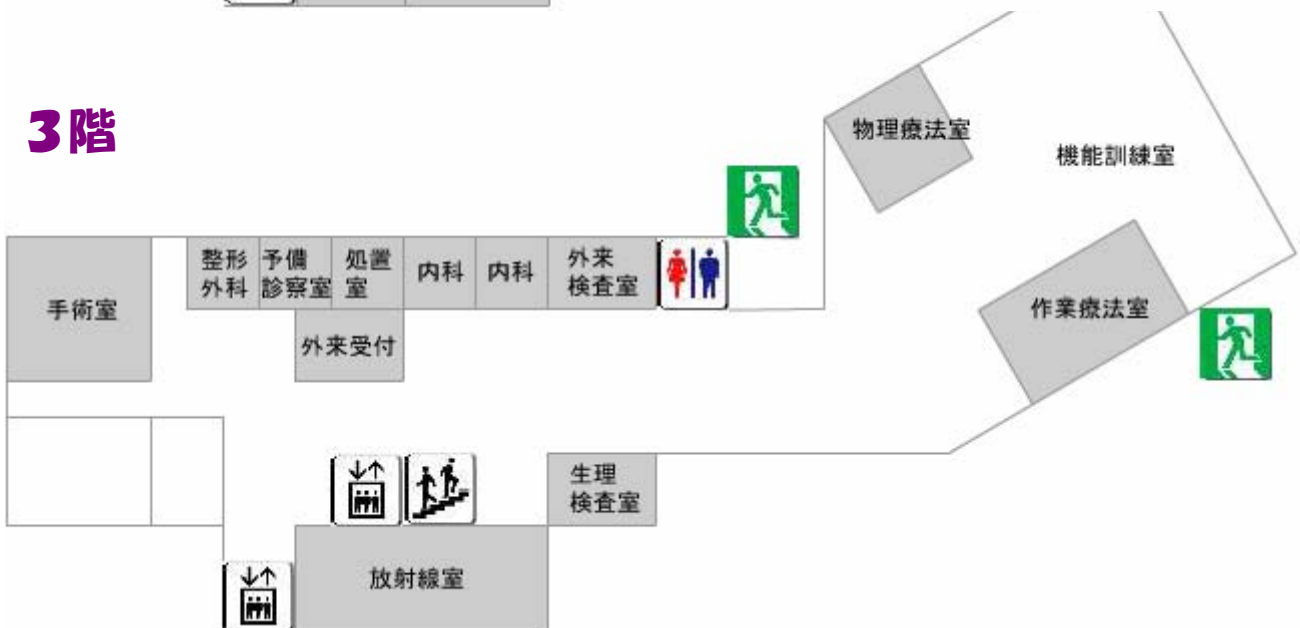 3階
物理療法室
機能訓練室
整形
外科
予備
診察室
処置
室
内科
内科
外来
検査室
手術室
作業療法室
外来受付
生理
検査室
放射線室